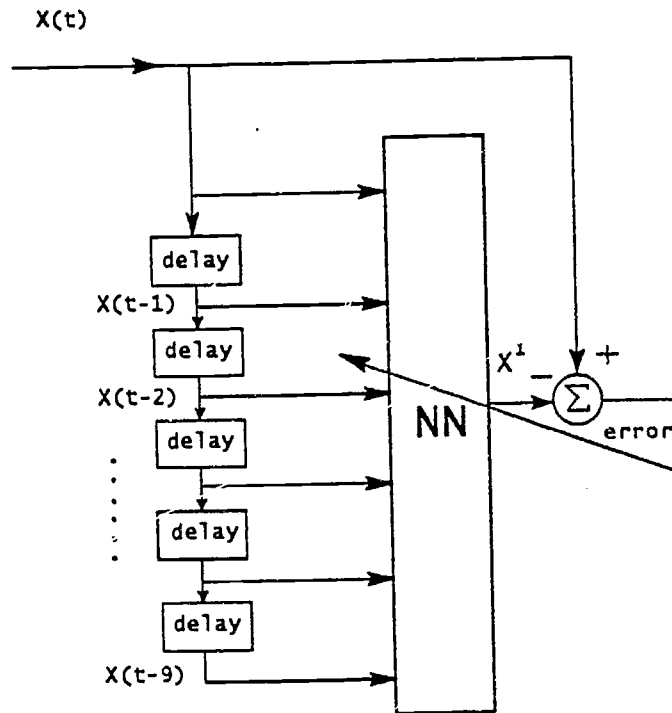 X(t)
delay
X(t-1)
delay
X(t-2)
X¹ - +
NN
Σ
error
delay
delay
delay
X(t-9)